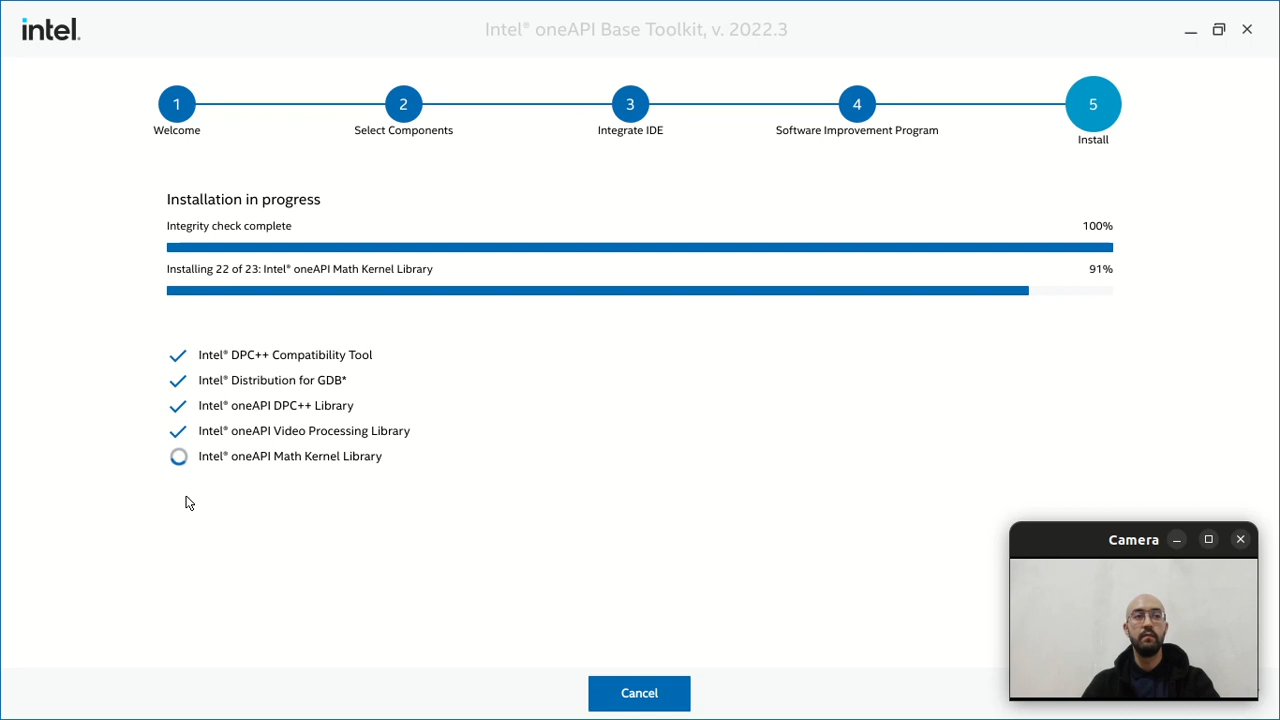 intel.
Intel® oneAPI Base Toolkit, v. 2022.3
1
2
3
4
5
Welcome
Select Components
Integrate IDE
Software Improvement Program
Install
Installation in progress
Integrity check complete
100%
Installing 22 of 23: Intel® oneAPI Math Kernel Library
91%
Intel® DPC++ Compatibility Tool
Intel® Distribution for GDB*
Intel® oneAPI DPC++ Library
Intel® oneAPI Video Processing Library
Intel® oneAPI Math Kernel Library
Camera
Cancel